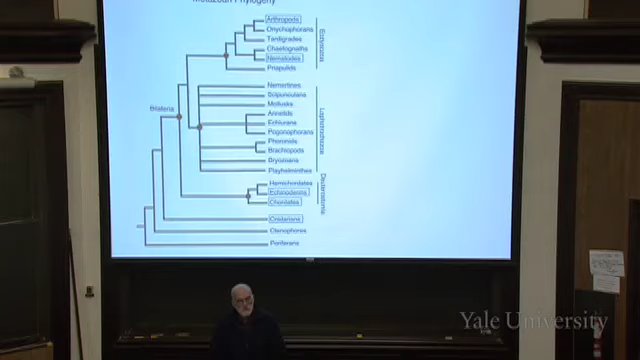 Metazoan Phylogeny
Arthropods
Onychophorans
Tardigrades
Chaetognaths
Nematodes
Priapulids
Ecdysozoa
Bilateria
Nemertines
Sipunculans
Mollusks
Annelids
Echiurans
Pogonophorans
Phoronids
Brachiopods
Bryozoans
Platyhelminthes
Lophotrochozoa
Hemichordates
Echinoderms
Chordates
Deuterostomia
Cnidarians
Ctenophores
Poriferans
Yale University